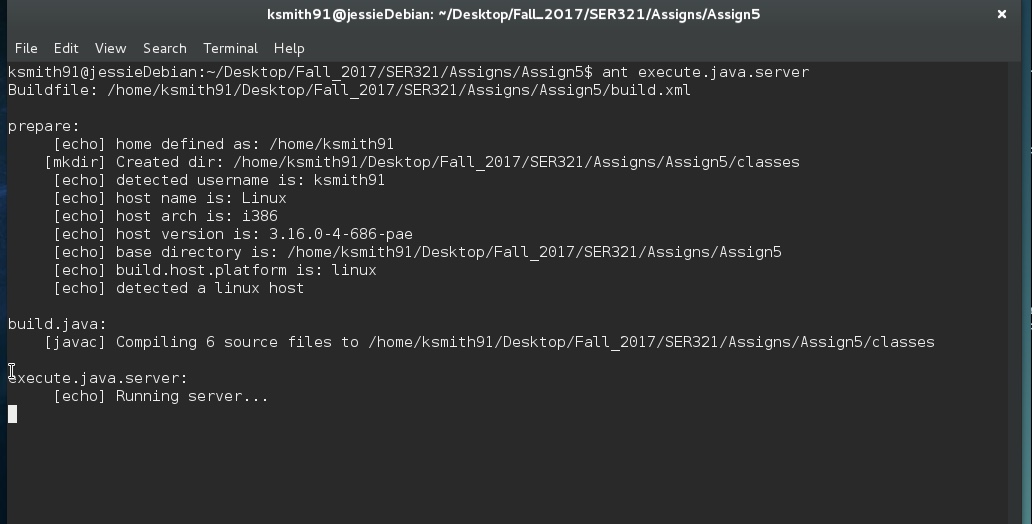 ksmith91@jessieDebian: ~/Desktop/Fall_2017/SER321/Assigns/Assign5
File Edit View Search Terminal Help
ksmith91@jessieDebian:~/Desktop/Fall_2017/SER321/Assigns/Assign5$ ant execute.java.server
Buildfile: /home/ksmith91/Desktop/Fall_2017/SER321/Assigns/Assign5/build.xml
prepare:
[echo] home defined as: /home/ksmith91
[mkdir] Created dir: /home/ksmith91/Desktop/Fall_2017/SER321/Assigns/Assign5/classes
[echo] detected username is: ksmith91
[echo] host name is: Linux
[echo] host arch is: i386
[echo] host version is: 3.16.0-4-686-pae
[echo] base directory is: /home/ksmith91/Desktop/Fall_2017/SER321/Assigns/Assign5
[echo] build.host.platform is: linux
[echo] detected a linux host
build.java:
[javac] Compiling 6 source files to /home/ksmith91/Desktop/Fall_2017/SER321/Assigns/Assign5/classes
execute.java.server:
[echo] Running server...